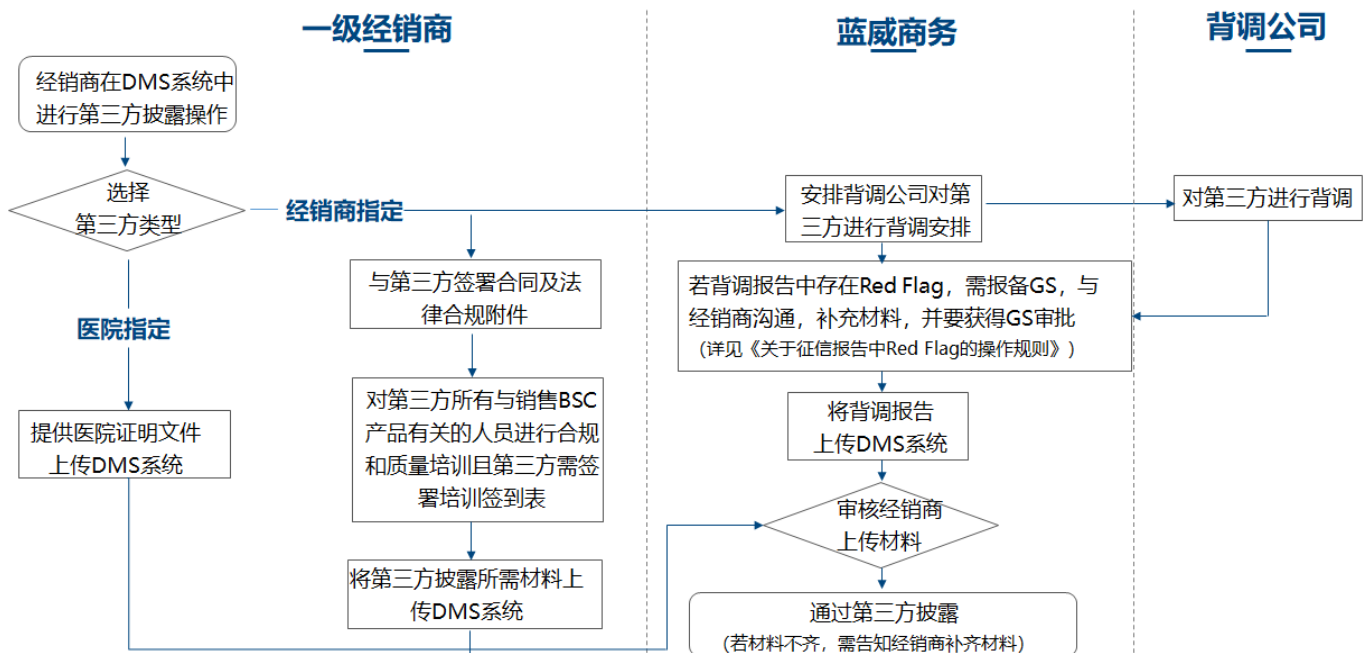 一级经销商
蓝威商务
背调公司
经销商在DMS系统中
进行第三方披露操作
选择
第三方类型
经销商指定
安排背调公司对第
三方进行背调安排
对第三方进行背调
与第三方签署合同及法
律合规附件
若背调报告中存在Red Flag，需报备GS，与
经销商沟通，补充材料，并要获得GS审批
（详见《关于征信报告中Red Flag的操作规则》）
医院指定
对第三方所有与销售BSC
产品有关的人员进行合规
和质量培训且第三方需签
署培训签到表
将背调报告
上传DMS系统
提供医院证明文件
上传DMS系统
审核经销商
上传材料
将第三方披露所需材料上
传DMS系统
通过第三方披露
（若材料不齐，需告知经销商补齐材料）